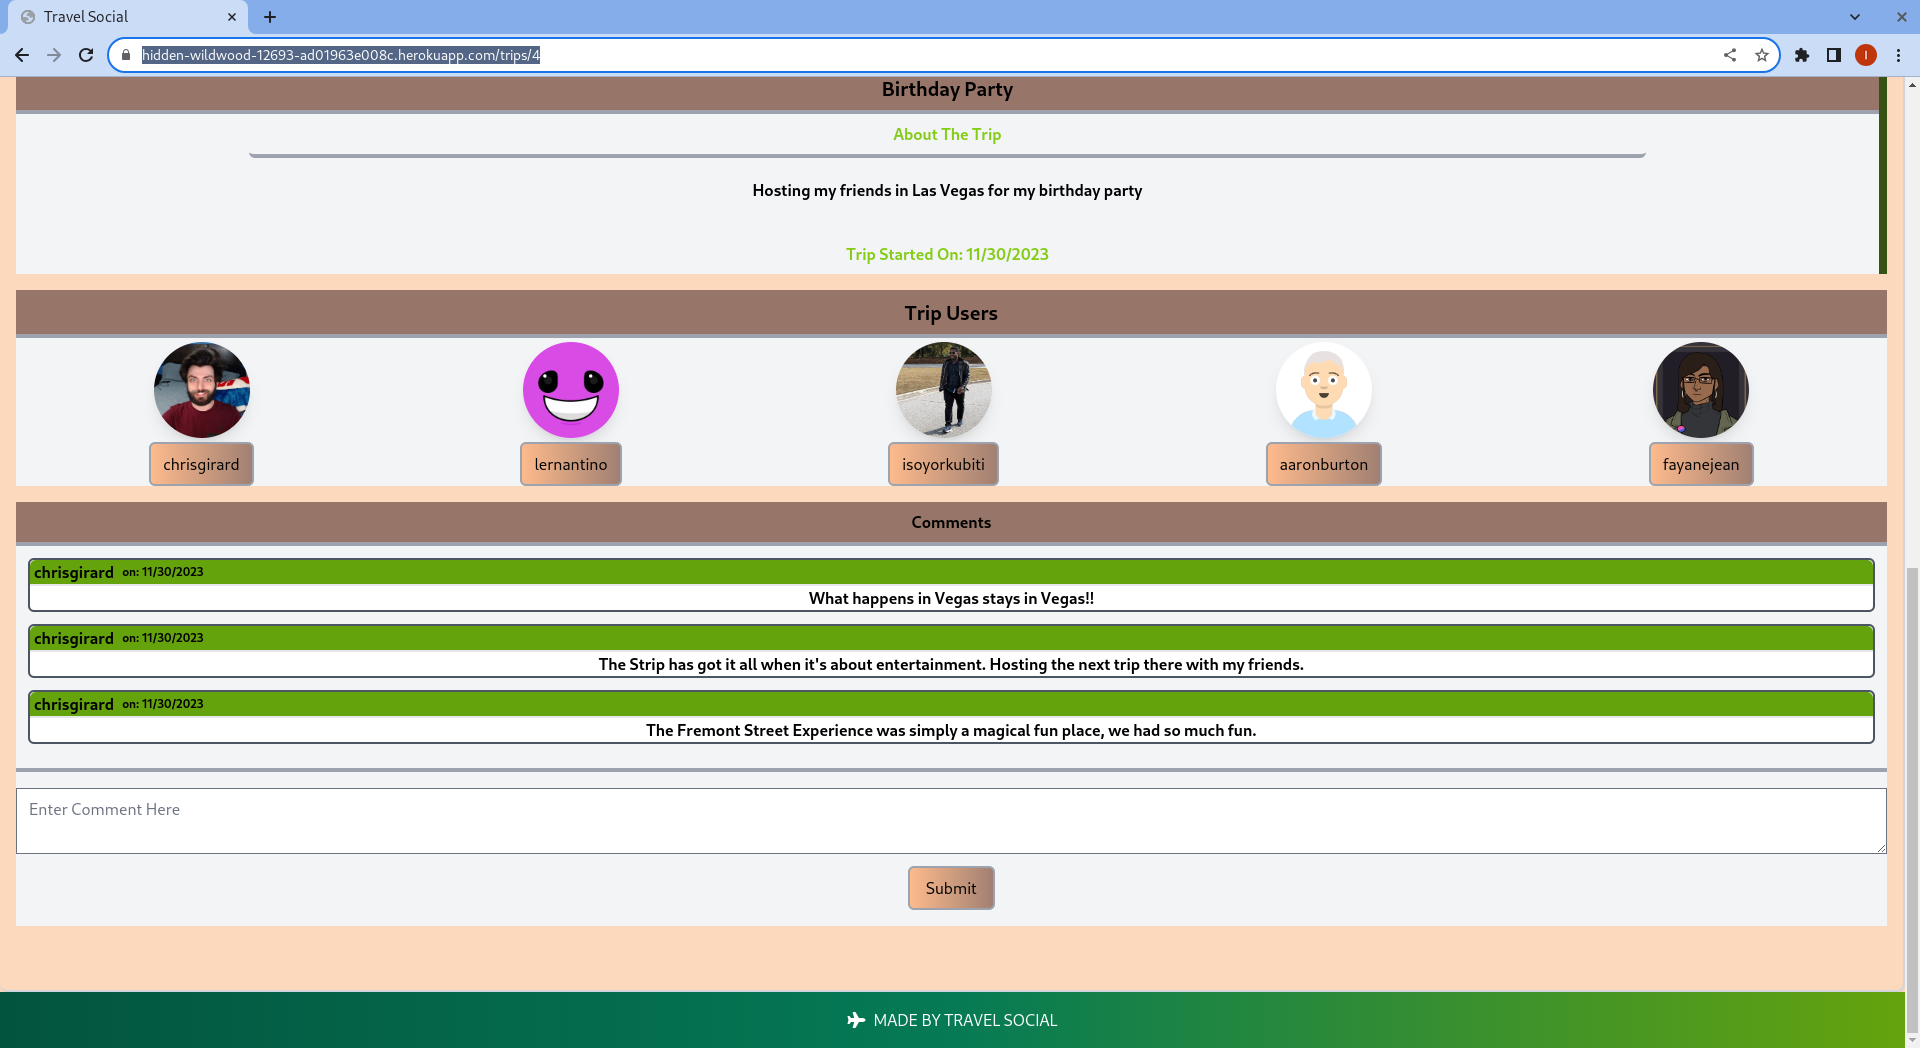 Travel Social
hidden-wildwood-12693-ad01963e008c.herokuapp.com/trips/4
I
Birthday Party
About The Trip
Hosting my friends in Las Vegas for my birthday party
Trip Started On: 11/30/2023
Trip Users
chrisgirard
lernantino
isoyorkubiti
aaronburton
fayanejean
Comments
chrisgirard on: 11/30/2023
What happens in Vegas stays in Vegas!!
chrisgirard on: 11/30/2023
The Strip has got it all when it's about entertainment. Hosting the next trip there with my friends.
chrisgirard on: 11/30/2023
The Fremont Street Experience was simply a magical fun place, we had so much fun.
Enter Comment Here
Submit
MADE BY TRAVEL SOCIAL